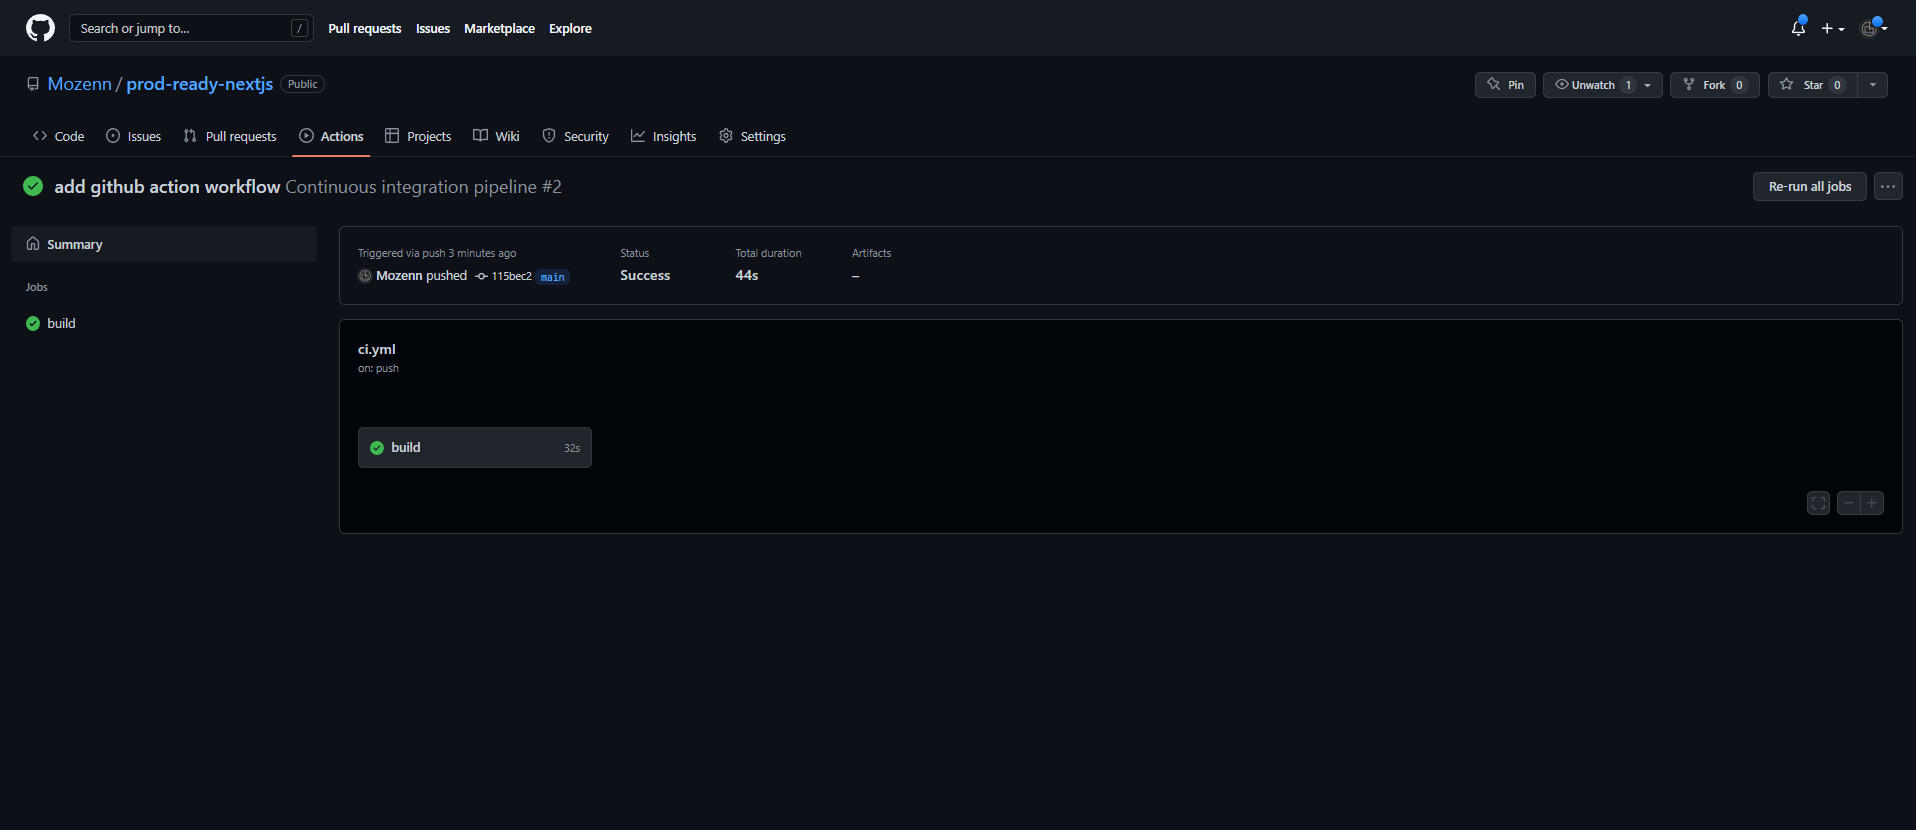 Search or jump to... /
Pull requests Issues Marketplace Explore
Mozenn / prod-ready-nextjs Public
Pin Unwatch 1 Fork 0 Star 0
Code Issues Pull requests Actions Projects Wiki Security Insights Settings
add github action workflow Continuous integration pipeline #2
Re-run all jobs
Summary
Jobs
build
Triggered via push 3 minutes ago
Mozenn pushed 115bec2 main
Status
Success
Total duration
44s
Artifacts
–
ci.yml
on: push
build 32s